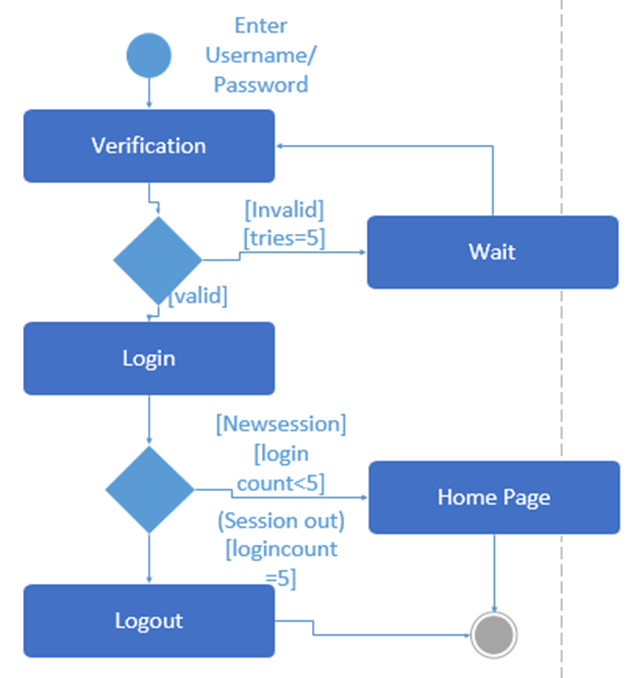 Enter
Username/
Password
Verification
[Invalid]
[tries=5]
Wait
[valid]
Login
[Newsession]
[login
count<5]
Home Page
(Session out)
[logincount
=5]
Logout